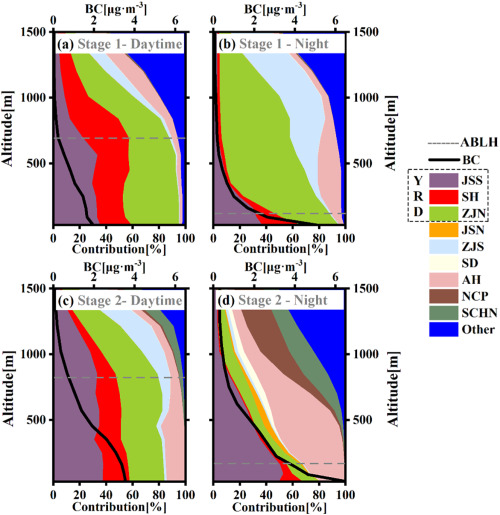 BC[μg·m⁻³]
BC[μg·m⁻³]
0 2 4 6
0 2 4 6
1500
1000
500
Altitude[m]
(a) Stage 1- Daytime
(b) Stage 1 - Night
1500
1000
500
Altitude[m]
0 20 40 60 80 100
Contribution[%]
0 20 40 60 80 100
Contribution[%]
BC[μg·m⁻³]
BC[μg·m⁻³]
0 2 4 6
0 2 4 6
1500
1000
500
Altitude[m]
(c) Stage 2- Daytime
(d) Stage 2 - Night
1500
1000
500
Altitude[m]
0 20 40 60 80 100
Contribution[%]
0 20 40 60 80 100
Contribution[%]
ABLH
BC
Y JSS
R SH
D ZJN
JSN
ZJS
SD
AH
NCP
SCHN
Other